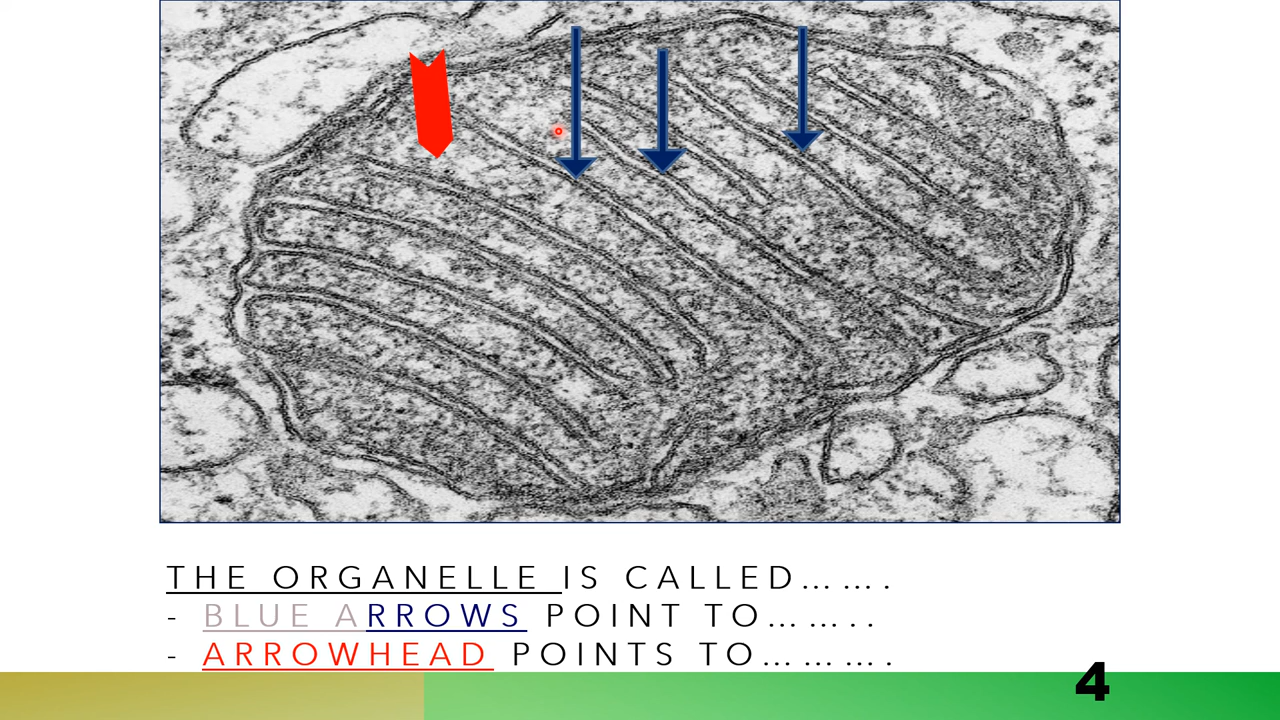 THE ORGANELLE IS CALLED…….
- BLUE ARROWS POINT TO……..
- ARROWHEAD POINTS TO……….
4